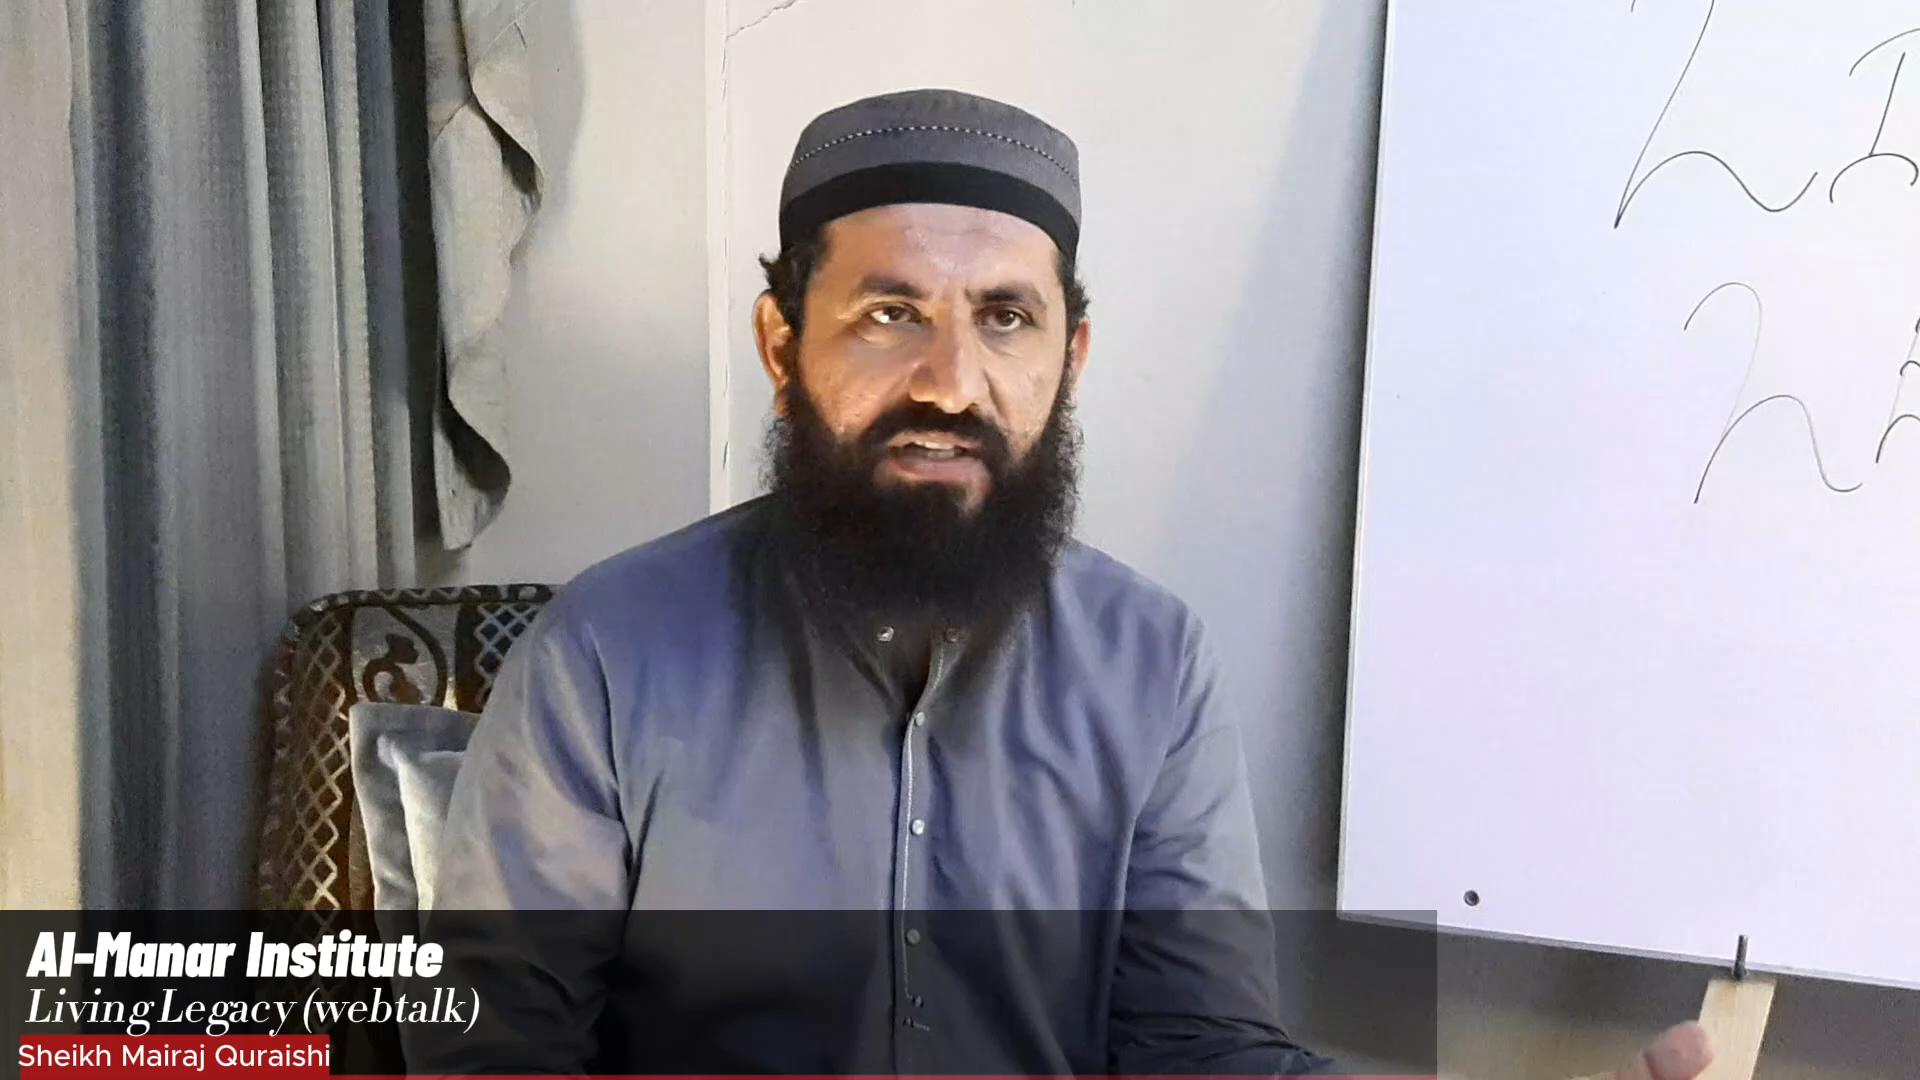 Al-Manar Institute
Living Legacy (webtalk)
Sheikh Mairaj Quraishi